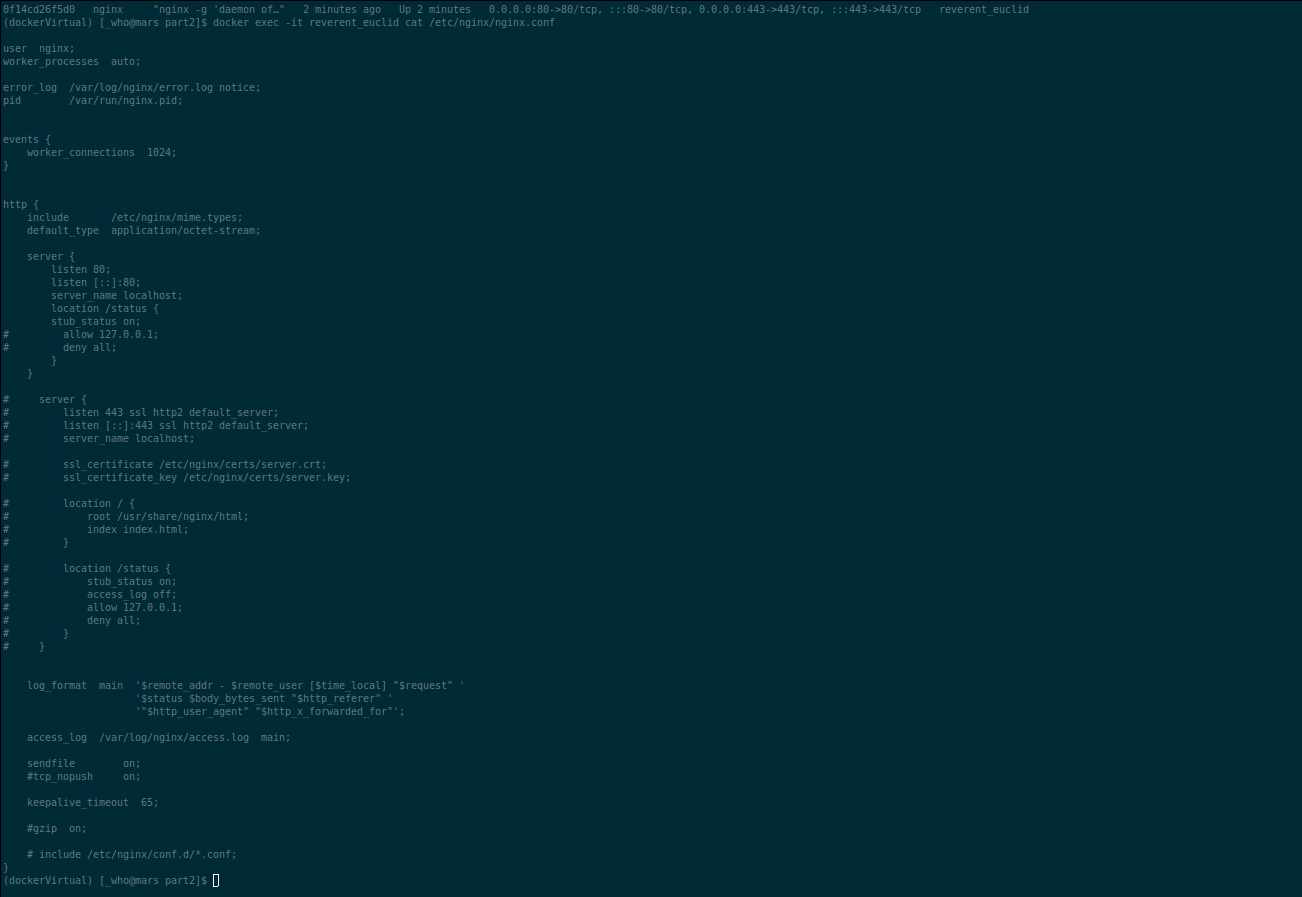 0f14cd26f5d0   nginx     "nginx -g 'daemon of…"   2 minutes ago   Up 2 minutes   0.0.0.0:80->80/tcp, :::80->80/tcp, 0.0.0.0:443->443/tcp, :::443->443/tcp   reverent_euclid
(dockerVirtual) [_who@mars part2]$ docker exec -it reverent_euclid cat /etc/nginx/nginx.conf
user  nginx;
worker_processes  auto;
error_log  /var/log/nginx/error.log notice;
pid        /var/run/nginx.pid;
events {
    worker_connections  1024;
}
http {
    include       /etc/nginx/mime.types;
    default_type  application/octet-stream;
    server {
        listen 80;
        listen [::]:80;
        server_name localhost;
        location /status {
        stub_status on;
#         allow 127.0.0.1;
#         deny all;
        }
    }
#     server {
#         listen 443 ssl http2 default_server;
#         listen [::]:443 ssl http2 default_server;
#         server_name localhost;
#         ssl_certificate /etc/nginx/certs/server.crt;
#         ssl_certificate_key /etc/nginx/certs/server.key;
#         location / {
#             root /usr/share/nginx/html;
#             index index.html;
#         }
#         location /status {
#             stub_status on;
#             access_log off;
#             allow 127.0.0.1;
#             deny all;
#         }
#     }
    log_format  main  '$remote_addr - $remote_user [$time_local] "$request" '
                      '$status $body_bytes_sent "$http_referer" '
                      '"$http_user_agent" "$http_x_forwarded_for"';
    access_log  /var/log/nginx/access.log  main;
    sendfile        on;
    #tcp_nopush     on;
    keepalive_timeout  65;
    #gzip  on;
    # include /etc/nginx/conf.d/*.conf;
}
(dockerVirtual) [_who@mars part2]$